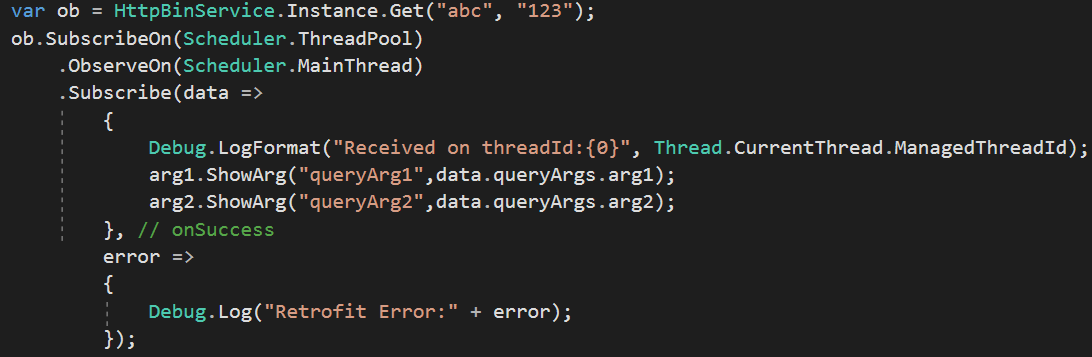 var ob = HttpBinService.Instance.Get("abc", "123");
ob.SubscribeOn(Scheduler.ThreadPool)
    .ObserveOn(Scheduler.MainThread)
    .Subscribe(data =>
        {
            Debug.LogFormat("Received on threadId:{0}", Thread.CurrentThread.ManagedThreadId);
            arg1.ShowArg("queryArg1",data.queryArgs.arg1);
            arg2.ShowArg("queryArg2",data.queryArgs.arg2);
        }, // onSuccess
        error =>
        {
            Debug.Log("Retrofit Error:" + error);
        });